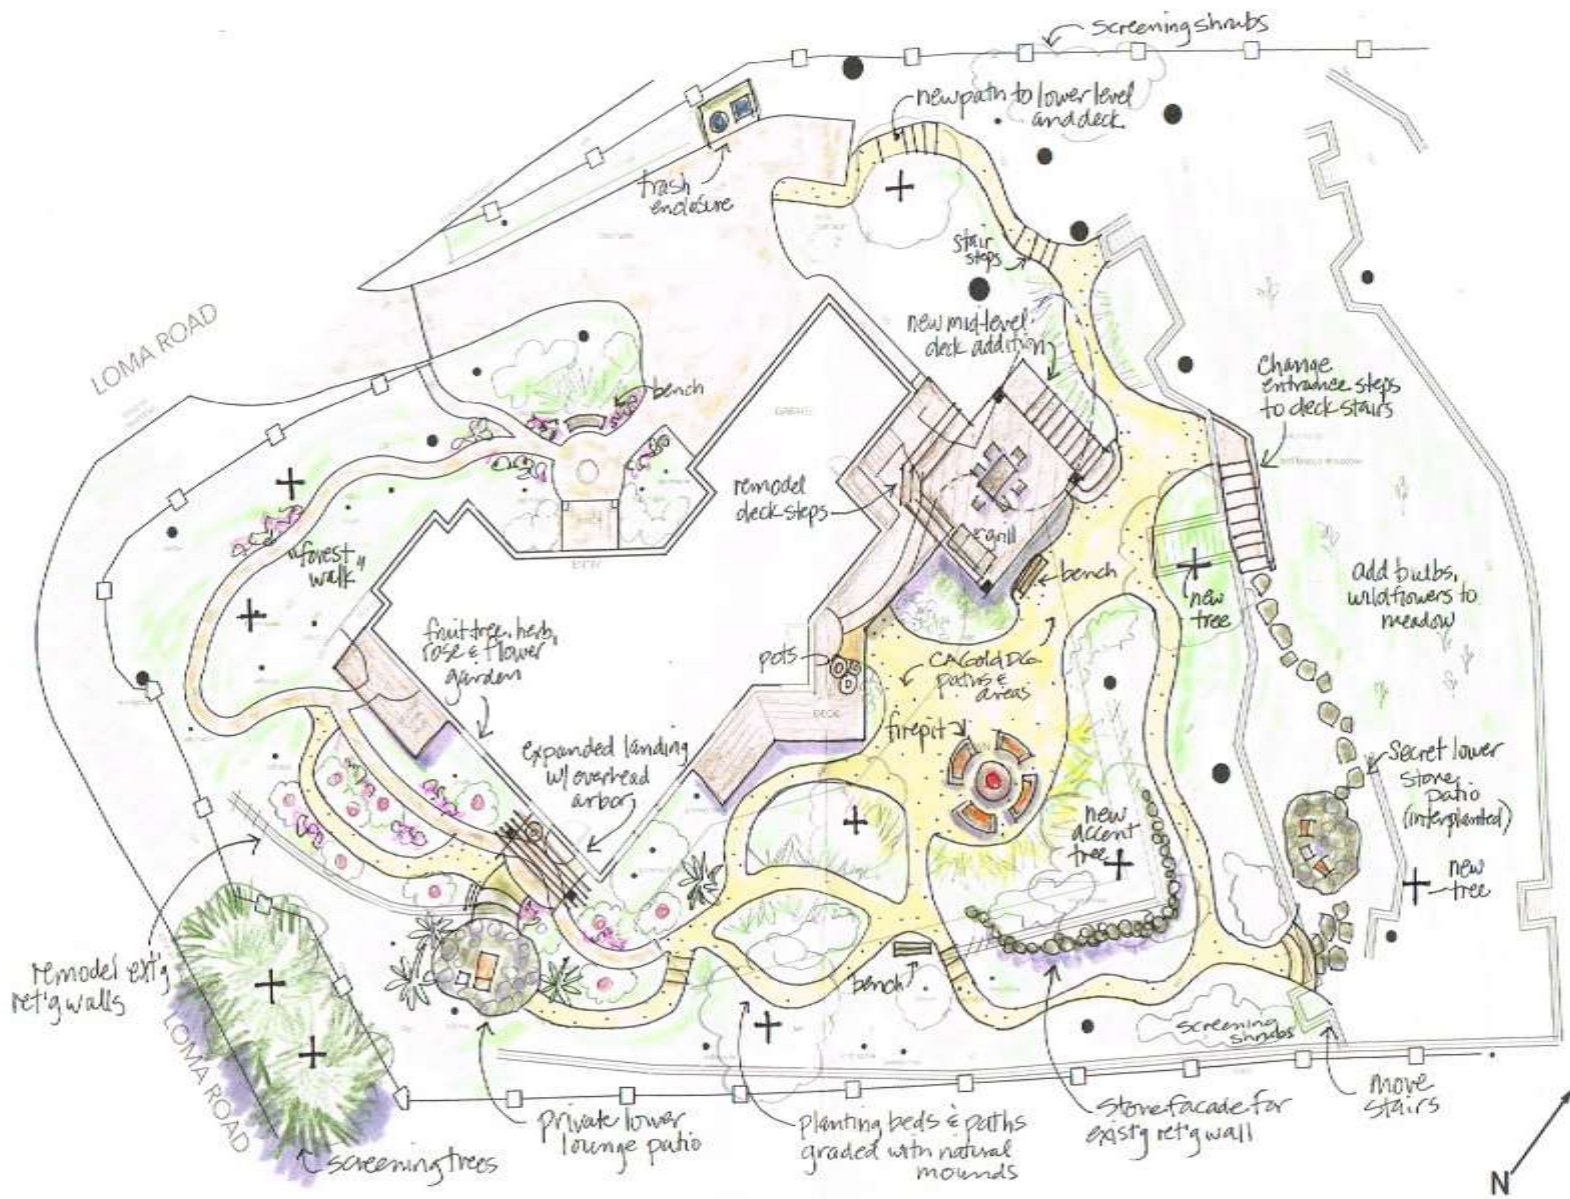 screening shrubs
new path to lower level
and deck
trash
enclosure
stair
steps
LOMA ROAD
new mid level
deck addition
bench
Change
entrance steps
to deck stairs
GARAGE
remodel
deck steps
grill
"forest
walk"
ENTRY
bench
new
tree
add bulbs,
wildflowers to
meadow
fruit tree, herb,
rose & flower
garden
pots
CA Gold DG
paths &
areas
DECK
firepit
expanded landing
w/ overhead
arbor
secret lower
stone
patio
(interplanted)
new
accent
tree
new
tree
remodel ext'g
ret'g walls
bench
LOMA ROAD
screening
shrubs
private lower
lounge patio
planting beds & paths
graded with natural
mounds
stone facade for
exist'g ret'g wall
move
stairs
screening trees
N